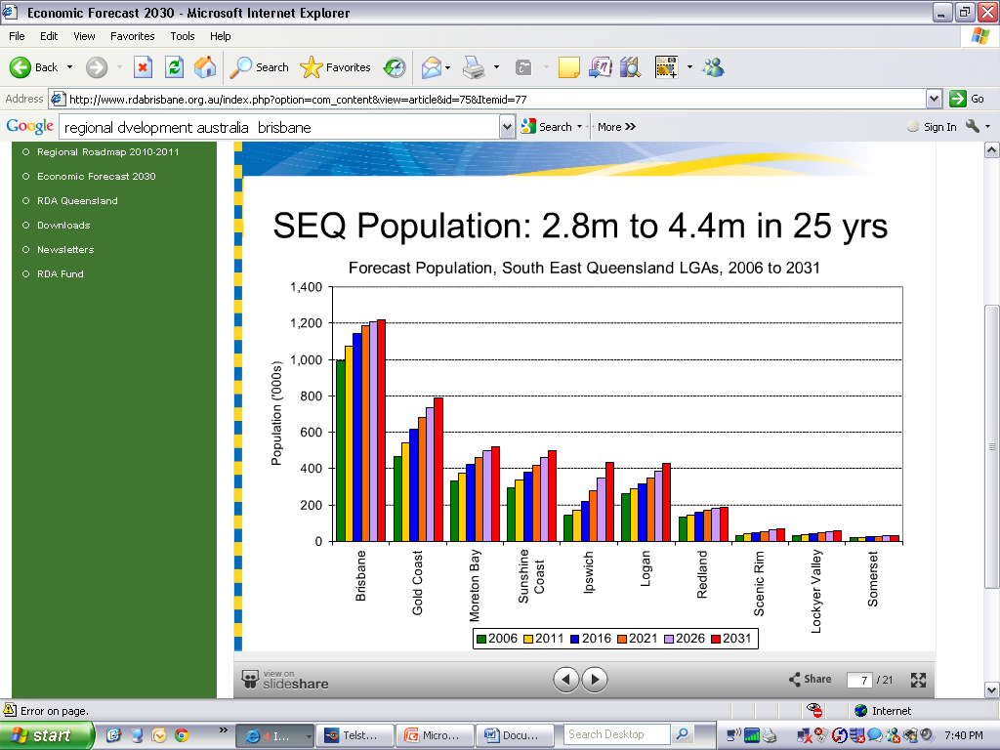 Economic Forecast 2030 - Microsoft Internet Explorer
File Edit View Favorites Tools Help
Back Search Favorites
Address http://www.rdabrisbane.org.au/index.php?option=com_content&view=article&id=75&Itemid=77 Go
Google regional dvelopment australia brisbane Search More >> Sign In
Regional Roadmap 2010-2011
Economic Forecast 2030
RDA Queensland
Downloads
Newsletters
RDA Fund
SEQ Population: 2.8m to 4.4m in 25 yrs
Forecast Population, South East Queensland LGAs, 2006 to 2031
Population ('000s)
1,400
1,200
1,000
800
600
400
200
0
Brisbane
Gold Coast
Moreton Bay
Sunshine
Coast
Ipswich
Logan
Redland
Scenic Rim
Lockyer Valley
Somerset
2006 2011 2016 2021 2026 2031
view on
slideshare
Share 7 / 21
Error on page. Internet
start 4 I... Telst... Micro... Docu... Search Desktop 7:40 PM